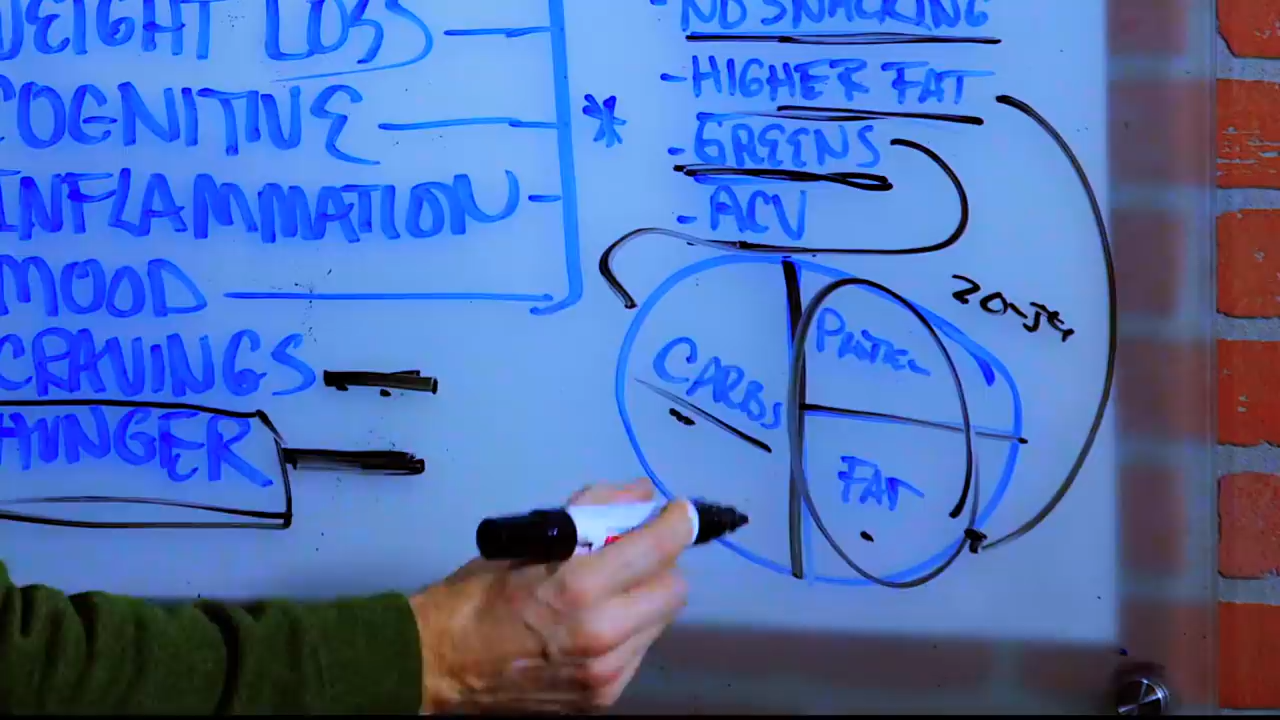 WEIGHT LOSS
COGNITIVE
INFLAMMATION
MOOD
CRAVINGS
HUNGER
*
-NO SNACKING
-HIGHER FAT
-GREENS
-ACV
CARBS
PROTEIN
FAT